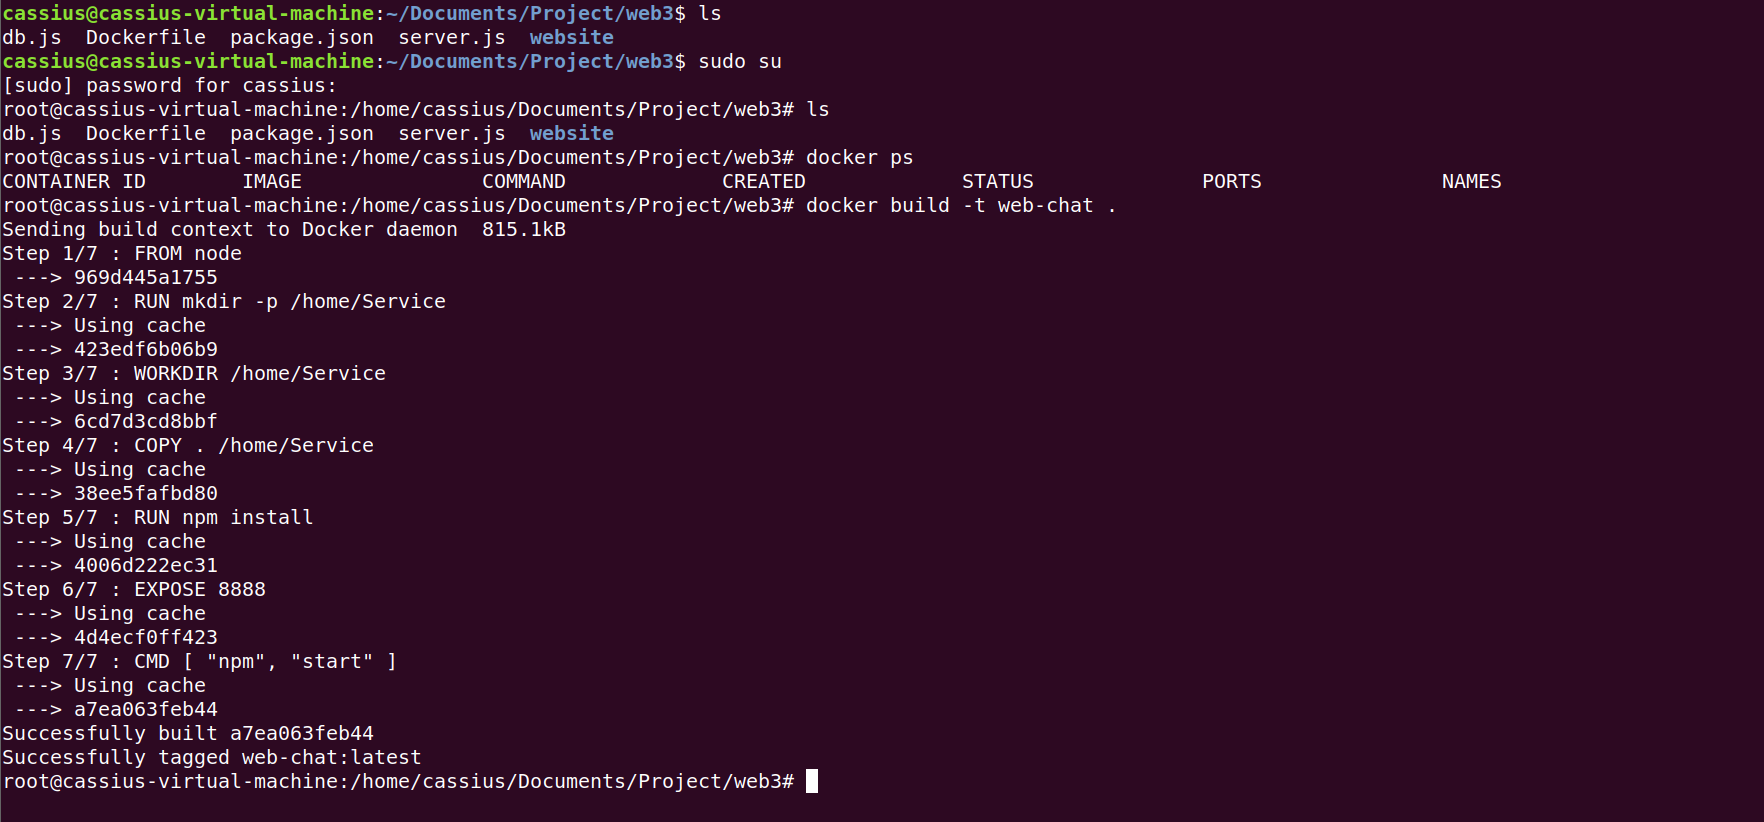 cassius@cassius-virtual-machine:~/Documents/Project/web3$ ls
db.js  Dockerfile  package.json  server.js  website
cassius@cassius-virtual-machine:~/Documents/Project/web3$ sudo su
[sudo] password for cassius:
root@cassius-virtual-machine:/home/cassius/Documents/Project/web3# ls
db.js  Dockerfile  package.json  server.js  website
root@cassius-virtual-machine:/home/cassius/Documents/Project/web3# docker ps
CONTAINER ID        IMAGE               COMMAND             CREATED             STATUS              PORTS               NAMES
root@cassius-virtual-machine:/home/cassius/Documents/Project/web3# docker build -t web-chat .
Sending build context to Docker daemon  815.1kB
Step 1/7 : FROM node
 ---> 969d445a1755
Step 2/7 : RUN mkdir -p /home/Service
 ---> Using cache
 ---> 423edf6b06b9
Step 3/7 : WORKDIR /home/Service
 ---> Using cache
 ---> 6cd7d3cd8bbf
Step 4/7 : COPY . /home/Service
 ---> Using cache
 ---> 38ee5fafbd80
Step 5/7 : RUN npm install
 ---> Using cache
 ---> 4006d222ec31
Step 6/7 : EXPOSE 8888
 ---> Using cache
 ---> 4d4ecf0ff423
Step 7/7 : CMD [ "npm", "start" ]
 ---> Using cache
 ---> a7ea063feb44
Successfully built a7ea063feb44
Successfully tagged web-chat:latest
root@cassius-virtual-machine:/home/cassius/Documents/Project/web3#